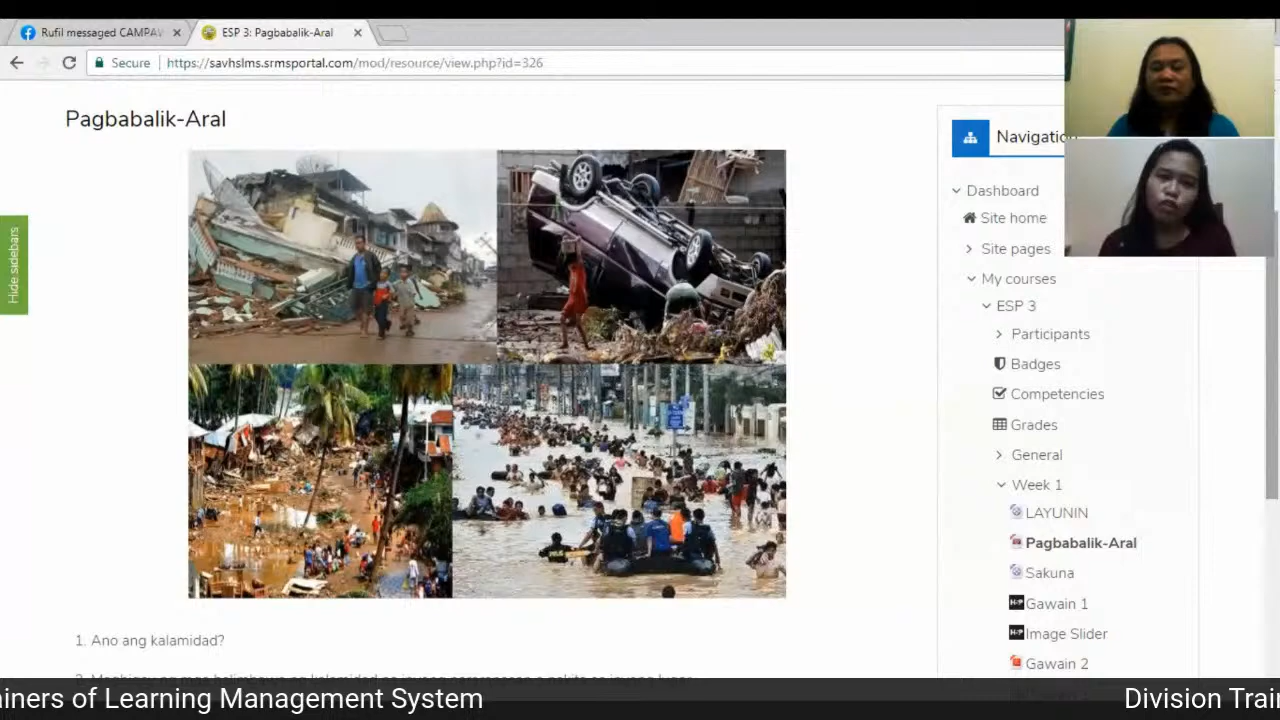 Rufil messaged CAMPAV
ESP 3: Pagbabalik-Aral
Secure
https://savhslms.srmsportal.com/mod/resource/view.php?id=326
Pagbabalik-Aral
Hide sidebars
1. Ano ang kalamidad?
Navigation
Dashboard
Site home
Site pages
My courses
ESP 3
Participants
Badges
Competencies
Grades
General
Week 1
LAYUNIN
Pagbabalik-Aral
Sakuna
H-P Gawain 1
H-P Image Slider
Gawain 2
ainers of Learning Management System
Division Train